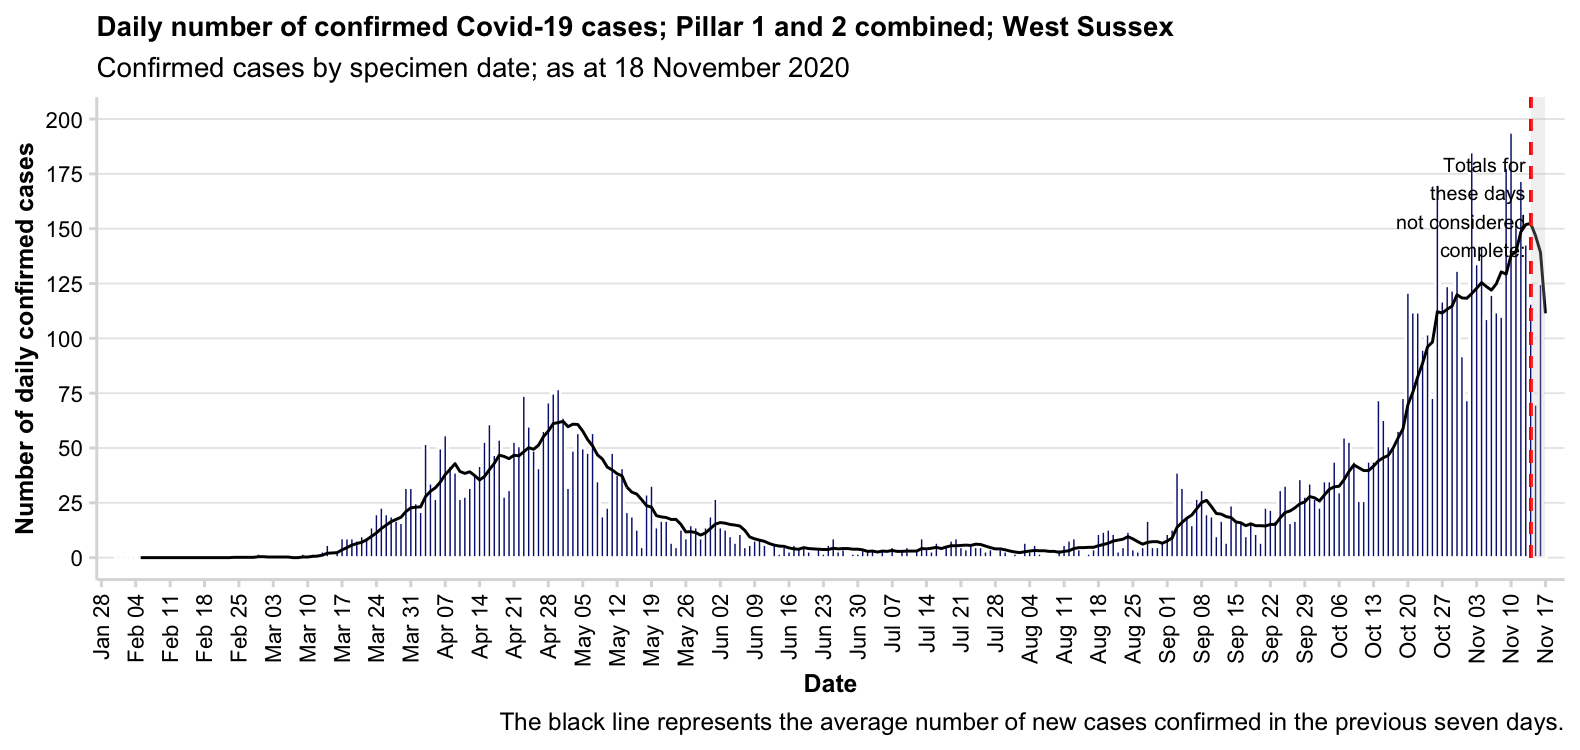 Daily number of confirmed Covid-19 cases; Pillar 1 and 2 combined; West Sussex
Confirmed cases by specimen date; as at 18 November 2020
Number of daily confirmed cases
200
175
150
125
100
75
50
25
0
Totals for
these days
not considered
complete.
Jan 28
Feb 04
Feb 11
Feb 18
Feb 25
Mar 03
Mar 10
Mar 17
Mar 24
Mar 31
Apr 07
Apr 14
Apr 21
Apr 28
May 05
May 12
May 19
May 26
Jun 02
Jun 09
Jun 16
Jun 23
Jun 30
Jul 07
Jul 14
Jul 21
Jul 28
Aug 04
Aug 11
Aug 18
Aug 25
Sep 01
Sep 08
Sep 15
Sep 22
Sep 29
Oct 06
Oct 13
Oct 20
Oct 27
Nov 03
Nov 10
Nov 17
Date
The black line represents the average number of new cases confirmed in the previous seven days.